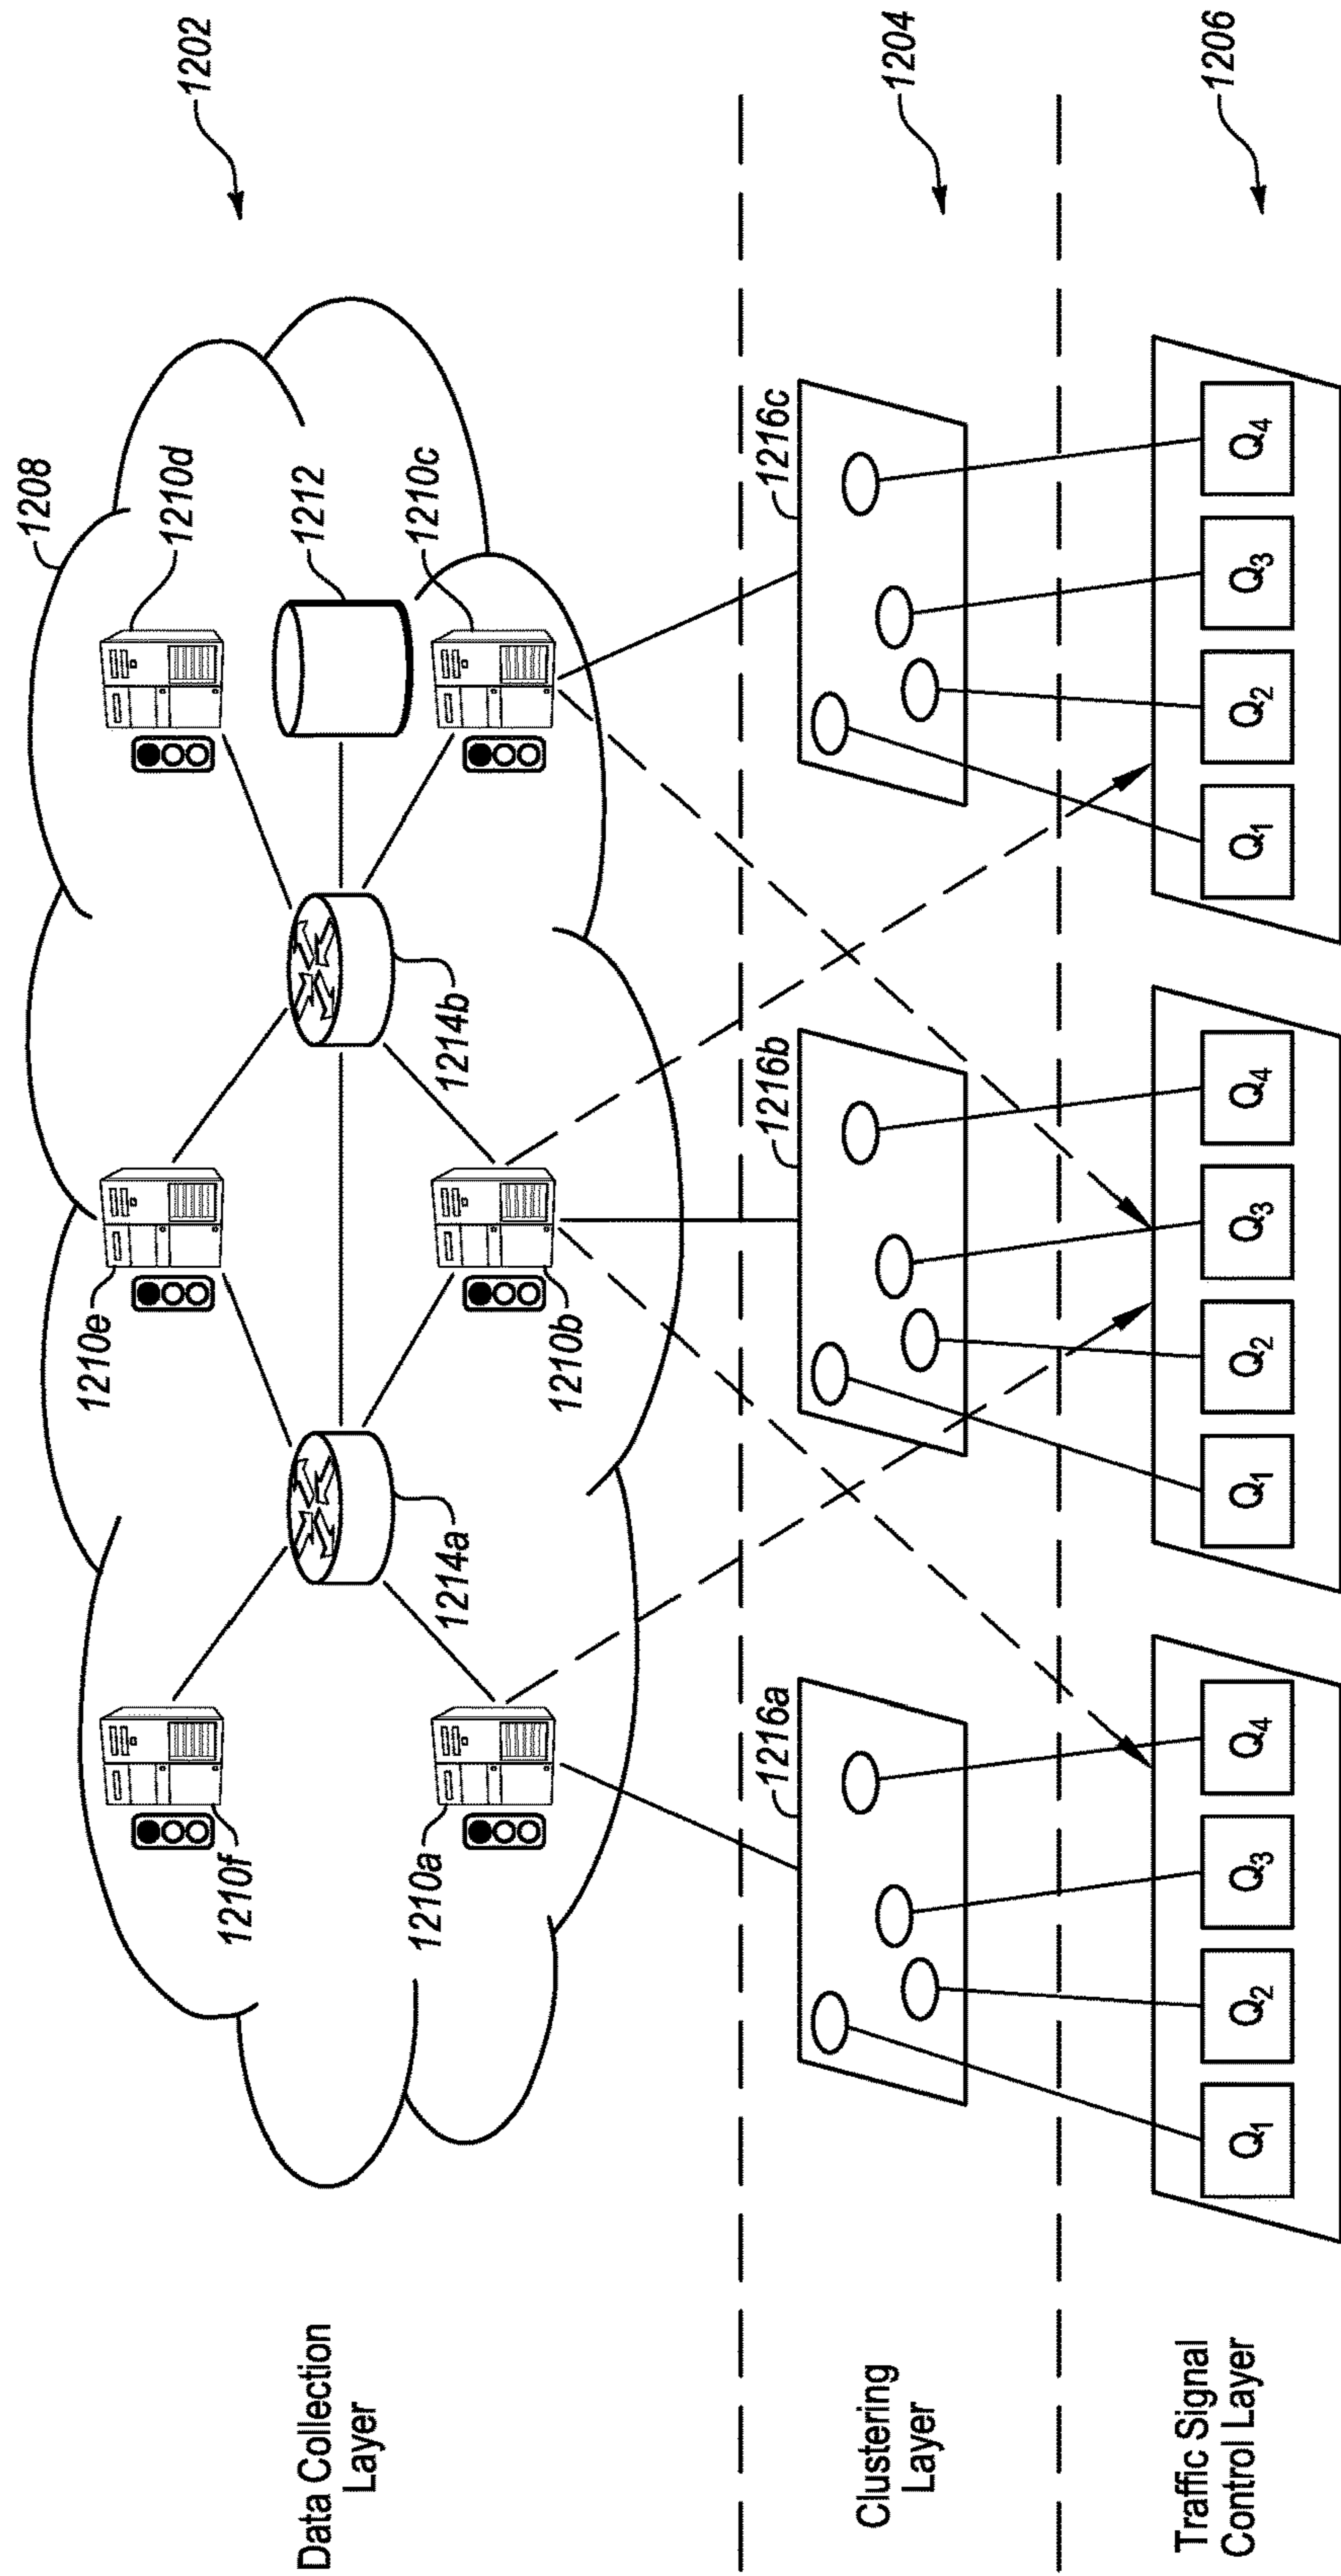 Data Collection
Layer
1202
1208
1210f
1210e
1210d
1212
1214a
1214b
1210a
1210b
1210c
Clustering
Layer
1216a
1216b
1216c
1204
Traffic Signal
Control Layer
Q1
Q2
Q3
Q4
Q1
Q2
Q3
Q4
Q1
Q2
Q3
Q4
1206